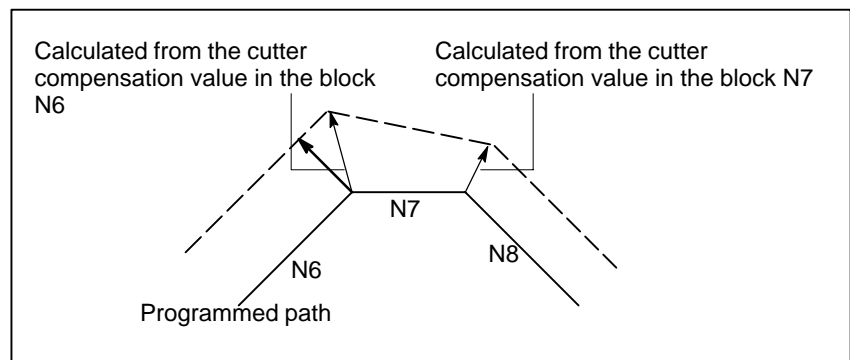 Calculated from the cutter
compensation value in the block
N6
Calculated from the cutter
compensation value in the block N7
N7
N6
N8
Programmed path